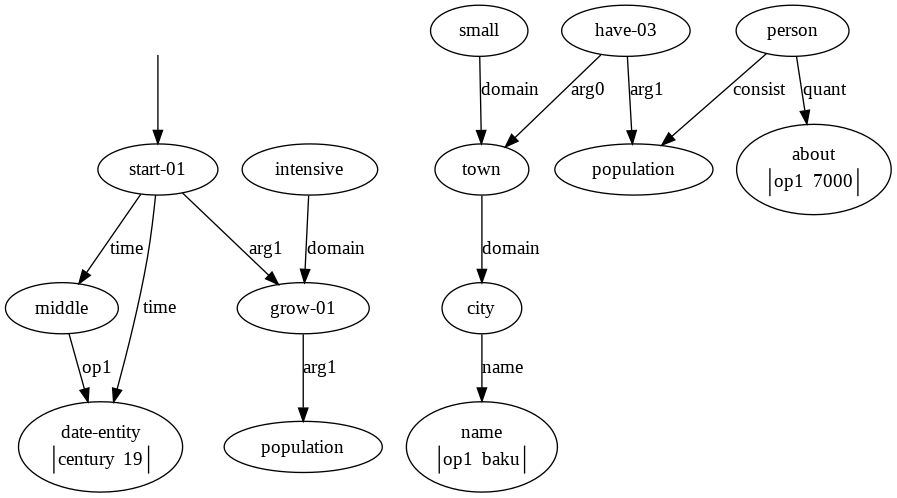 small
have-03
person
domain
arg0
arg1
consist
quant
start-01
intensive
town
population
about
op1 7000
time
arg1
domain
domain
middle
time
grow-01
city
op1
arg1
name
date-entity
century 19
population
name
op1 baku